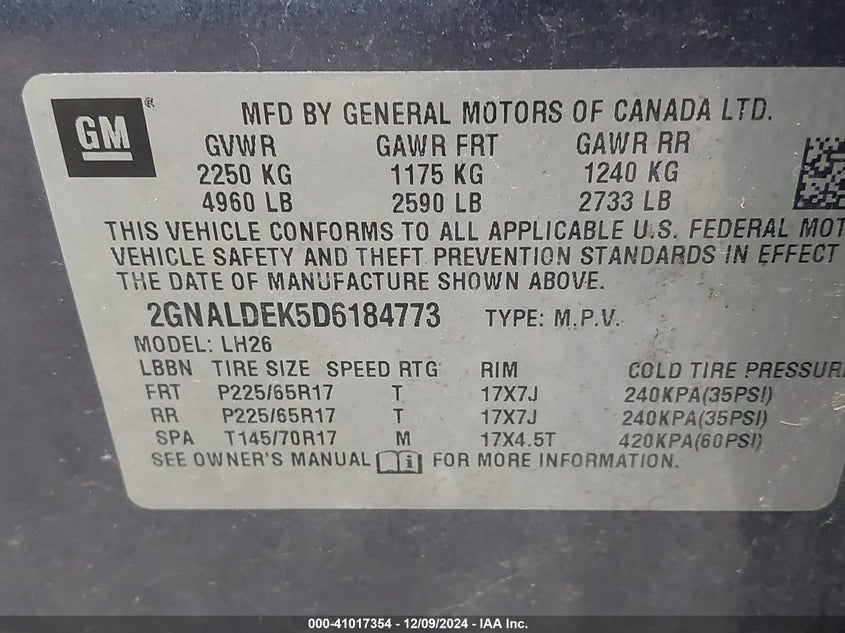 GM®
MFD BY GENERAL MOTORS OF CANADA LTD.
GVWR GAWR FRT GAWR RR
2250 KG 1175 KG 1240 KG
4960 LB 2590 LB 2733 LB
THIS VEHICLE CONFORMS TO ALL APPLICABLE U.S. FEDERAL MOT
VEHICLE SAFETY AND THEFT PREVENTION STANDARDS IN EFFECT
THE DATE OF MANUFACTURE SHOWN ABOVE.
2GNALDEK5D6184773 TYPE: M.P.V.
MODEL: LH26
LBBN TIRE SIZE SPEED RTG RIM COLD TIRE PRESSUR
FRT P225/65R17 T 17X7J 240KPA(35PSI)
RR P225/65R17 T 17X7J 240KPA(35PSI)
SPA T145/70R17 M 17X4.5T 420KPA(60PSI)
SEE OWNER'S MANUAL i FOR MORE INFORMATION.
000-41017354 - 12/09/2024 - IAA Inc.